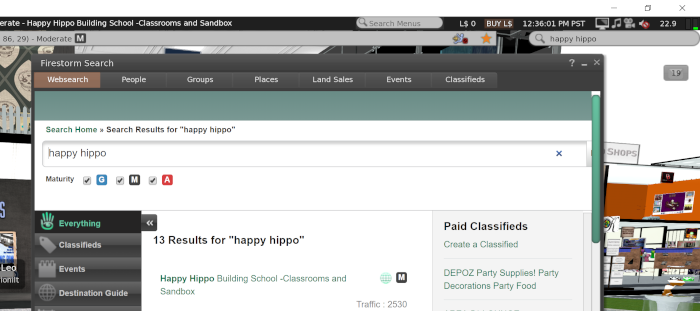 erate - Happy Hippo Building School -Classrooms and Sandbox
Search Menus
L$ 0
BUY L$
12:36:01 PM PST
22.9
86, 29) - Moderate M
happy hippo
Firestorm Search
? _ ×
19
Websearch
People
Groups
Places
Land Sales
Events
Classifieds
Search Home » Search Results for "happy hippo"
happy hippo
SHOPS
Maturity
G
M
A
Everything
«
Classifieds
Events
Destination Guide
13 Results for "happy hippo"
Happy Hippo Building School -Classrooms and
Sandbox
M
Traffic : 2530
Paid Classifieds
Create a Classified
DEPOZ Party Supplies! Party
Decorations Party Food
Leo